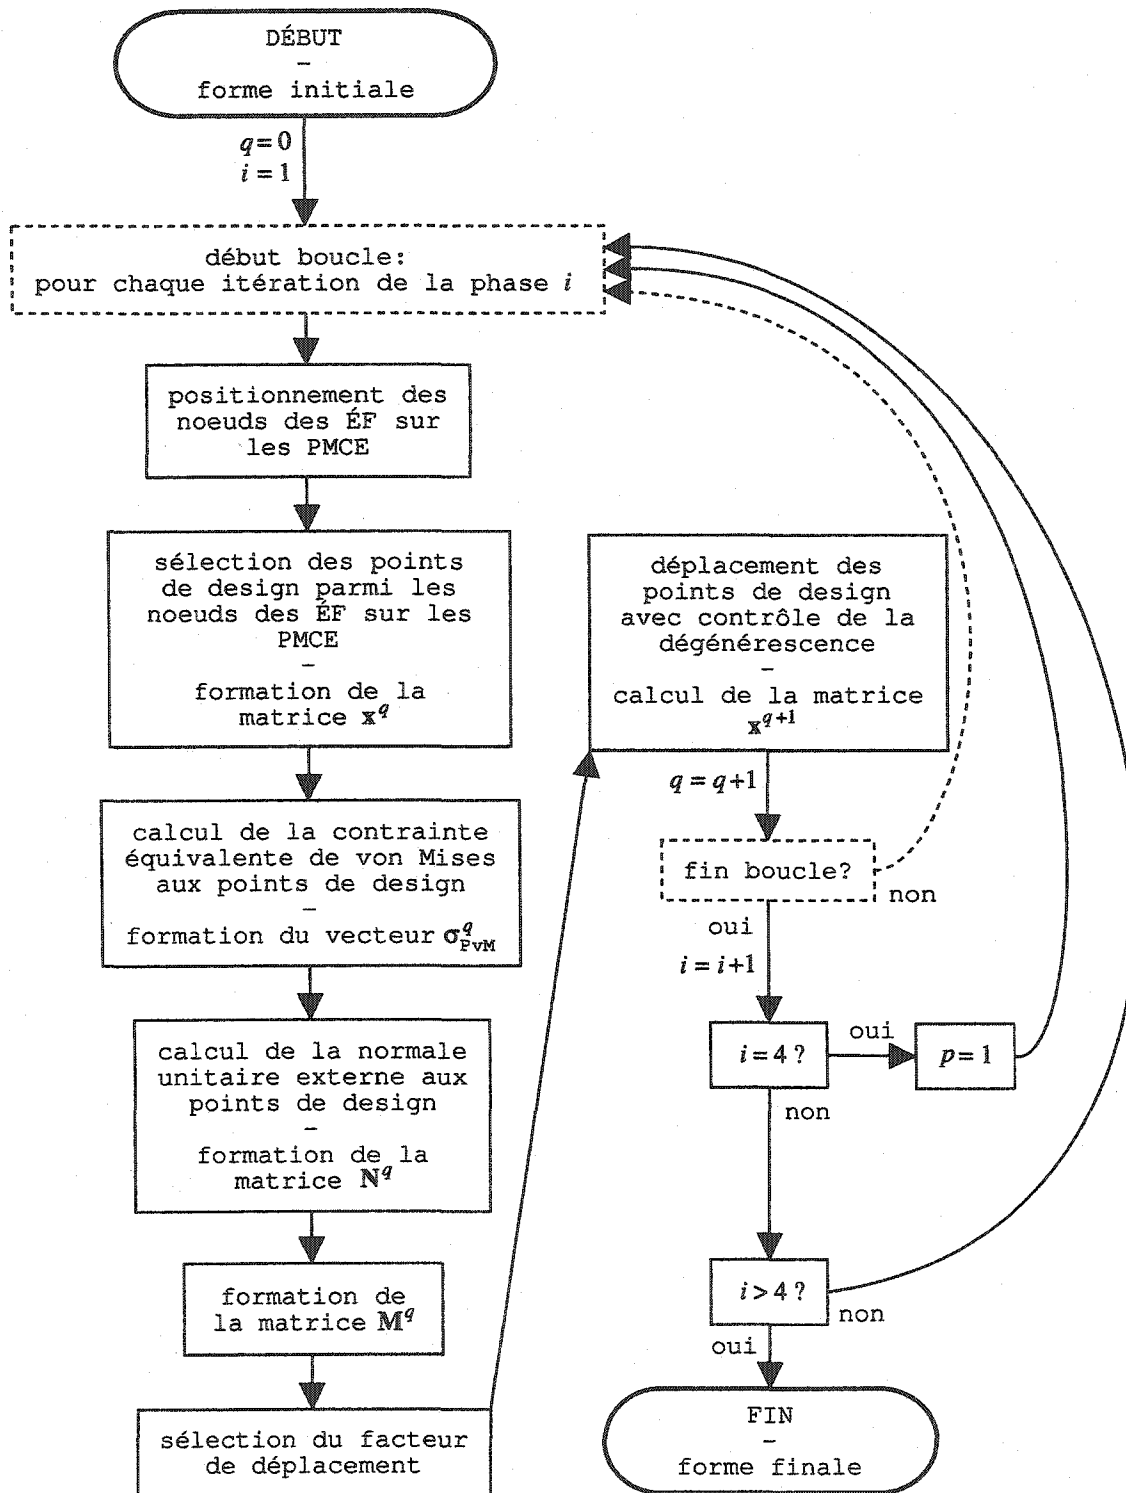 DÉBUT
–
forme initiale
q=0
i=1
début boucle:
pour chaque itération de la phase i
positionnement des
noeuds des ÉF sur
les PMCE
sélection des points
de design parmi les
noeuds des ÉF sur les
PMCE
–
formation de la
matrice x^q
calcul de la contrainte
équivalente de von Mises
aux points de design
–
formation du vecteur σ^q_PvM
calcul de la normale
unitaire externe aux
points de design
–
formation de la
matrice N^q
formation de
la matrice M^q
sélection du facteur
de déplacement
déplacement des
points de design
avec contrôle de la
dégénérescence
–
calcul de la matrice
x^q+1
q = q+1
fin boucle?
non
oui
i = i+1
i=4?
oui
p=1
non
i>4?
non
oui
FIN
–
forme finale